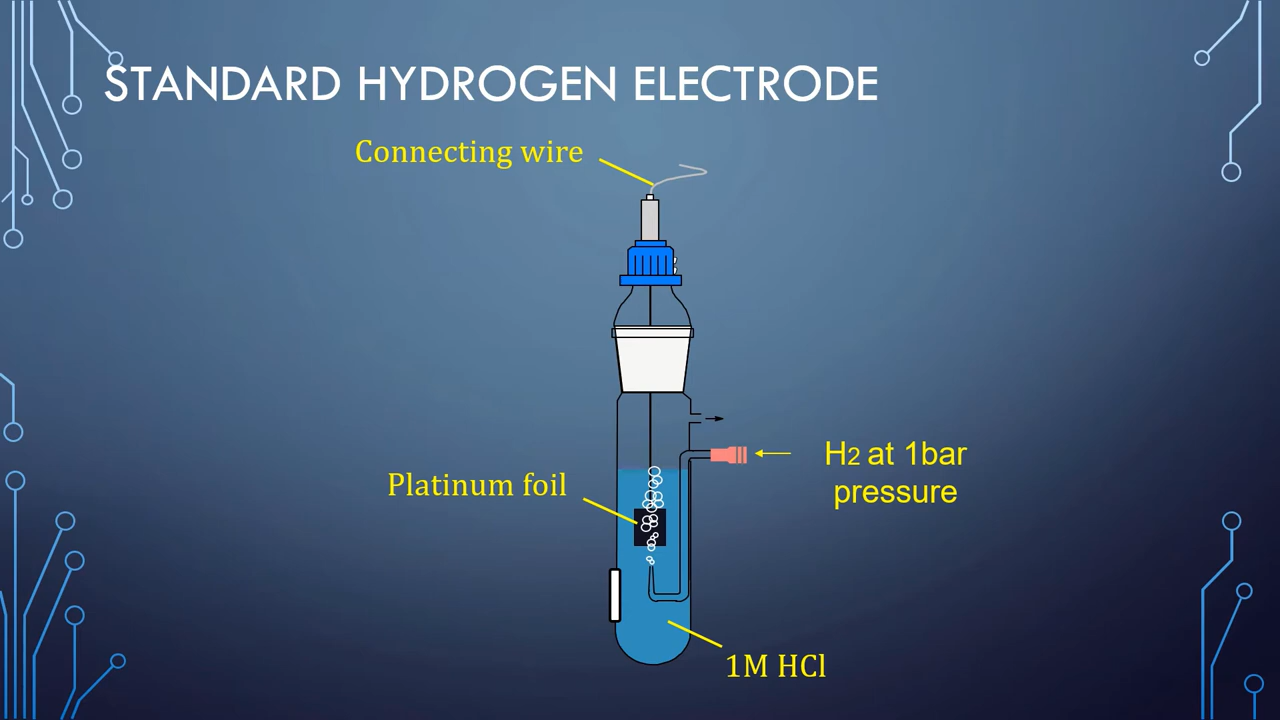 STANDARD HYDROGEN ELECTRODE
Connecting wire
H2 at 1bar
pressure
Platinum foil
1M HCl